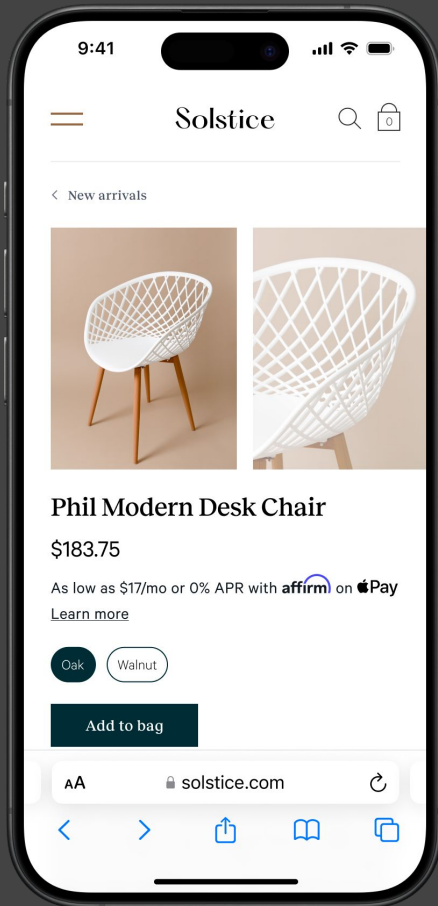 9:41
Solstice
0
New arrivals
Phil Modern Desk Chair
$183.75
As low as $17/mo or 0% APR with affirm on Pay
Learn more
Oak Walnut
Add to bag
AA solstice.com